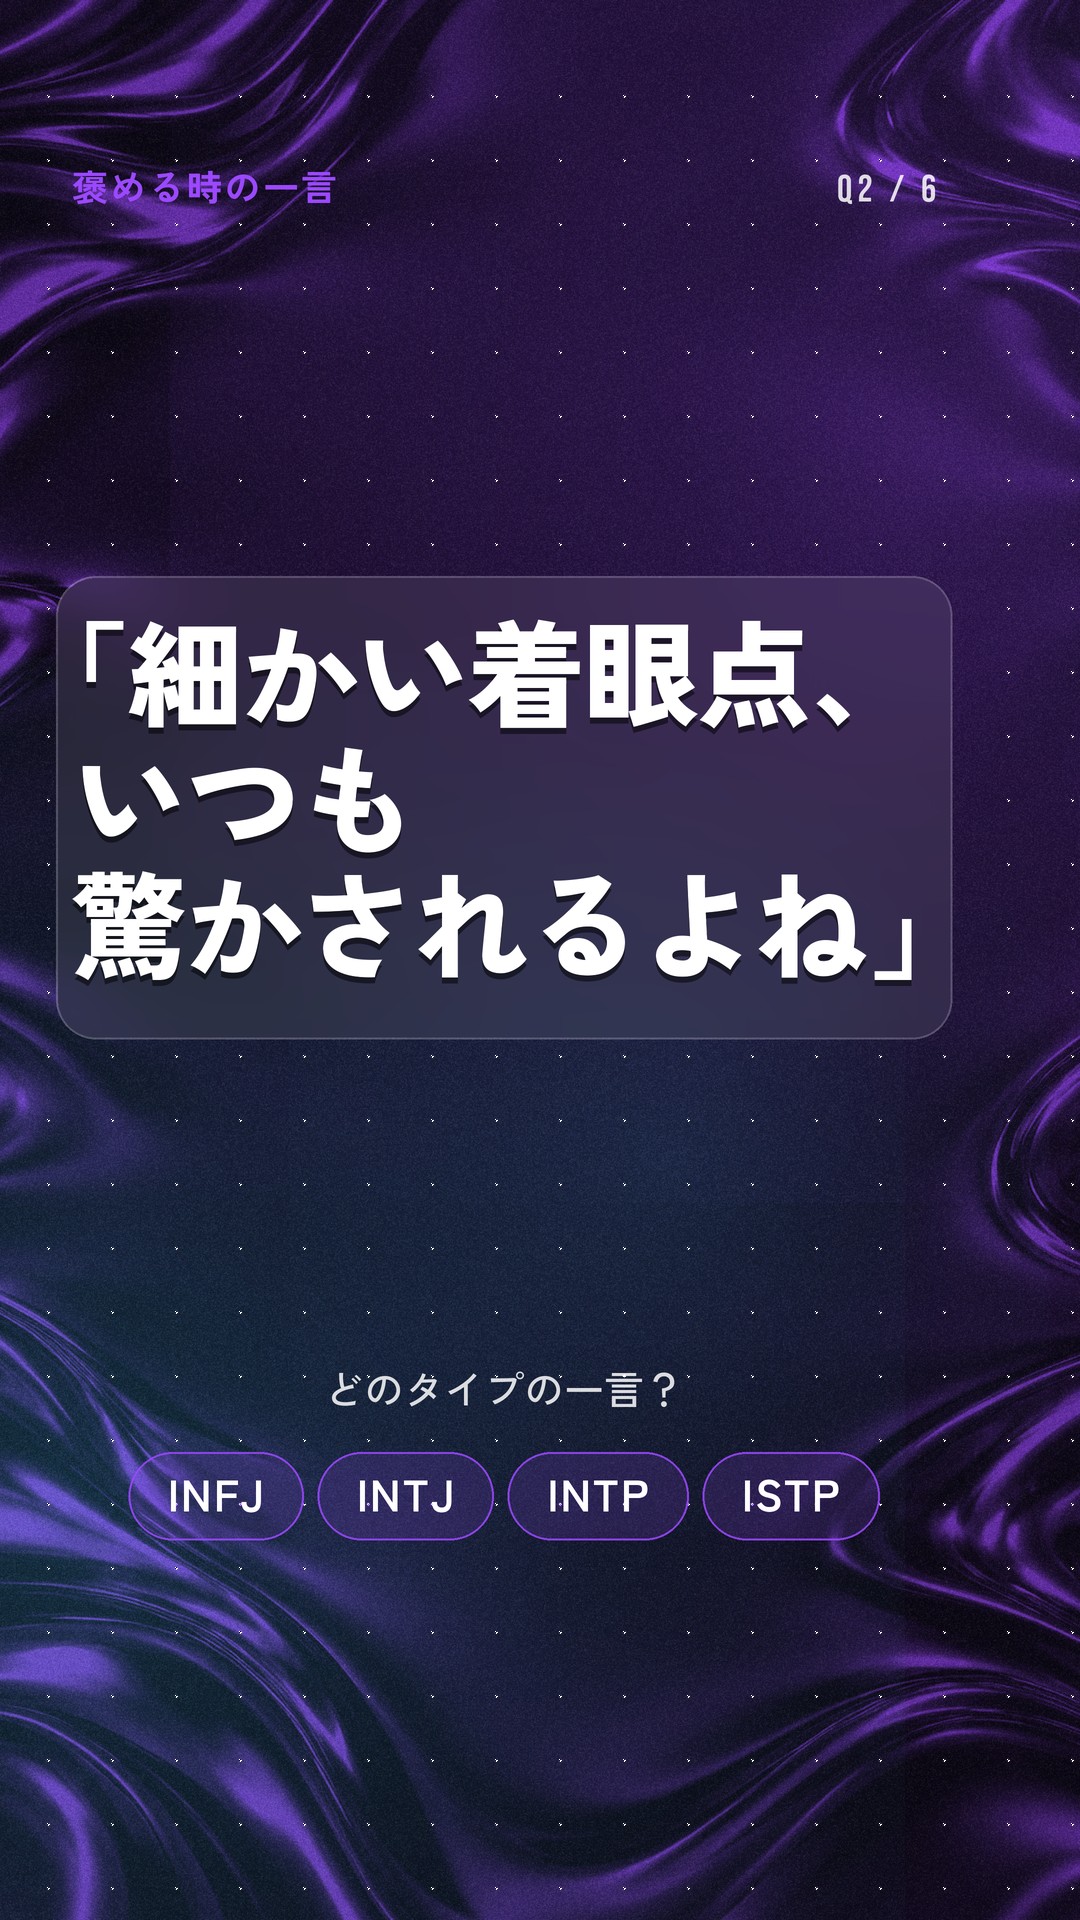 褒める時の一言
Q2 / 6
「細かい着眼点、
いつも
驚かされるよね」
どのタイプの一言？
INFJ INTJ INTP ISTP